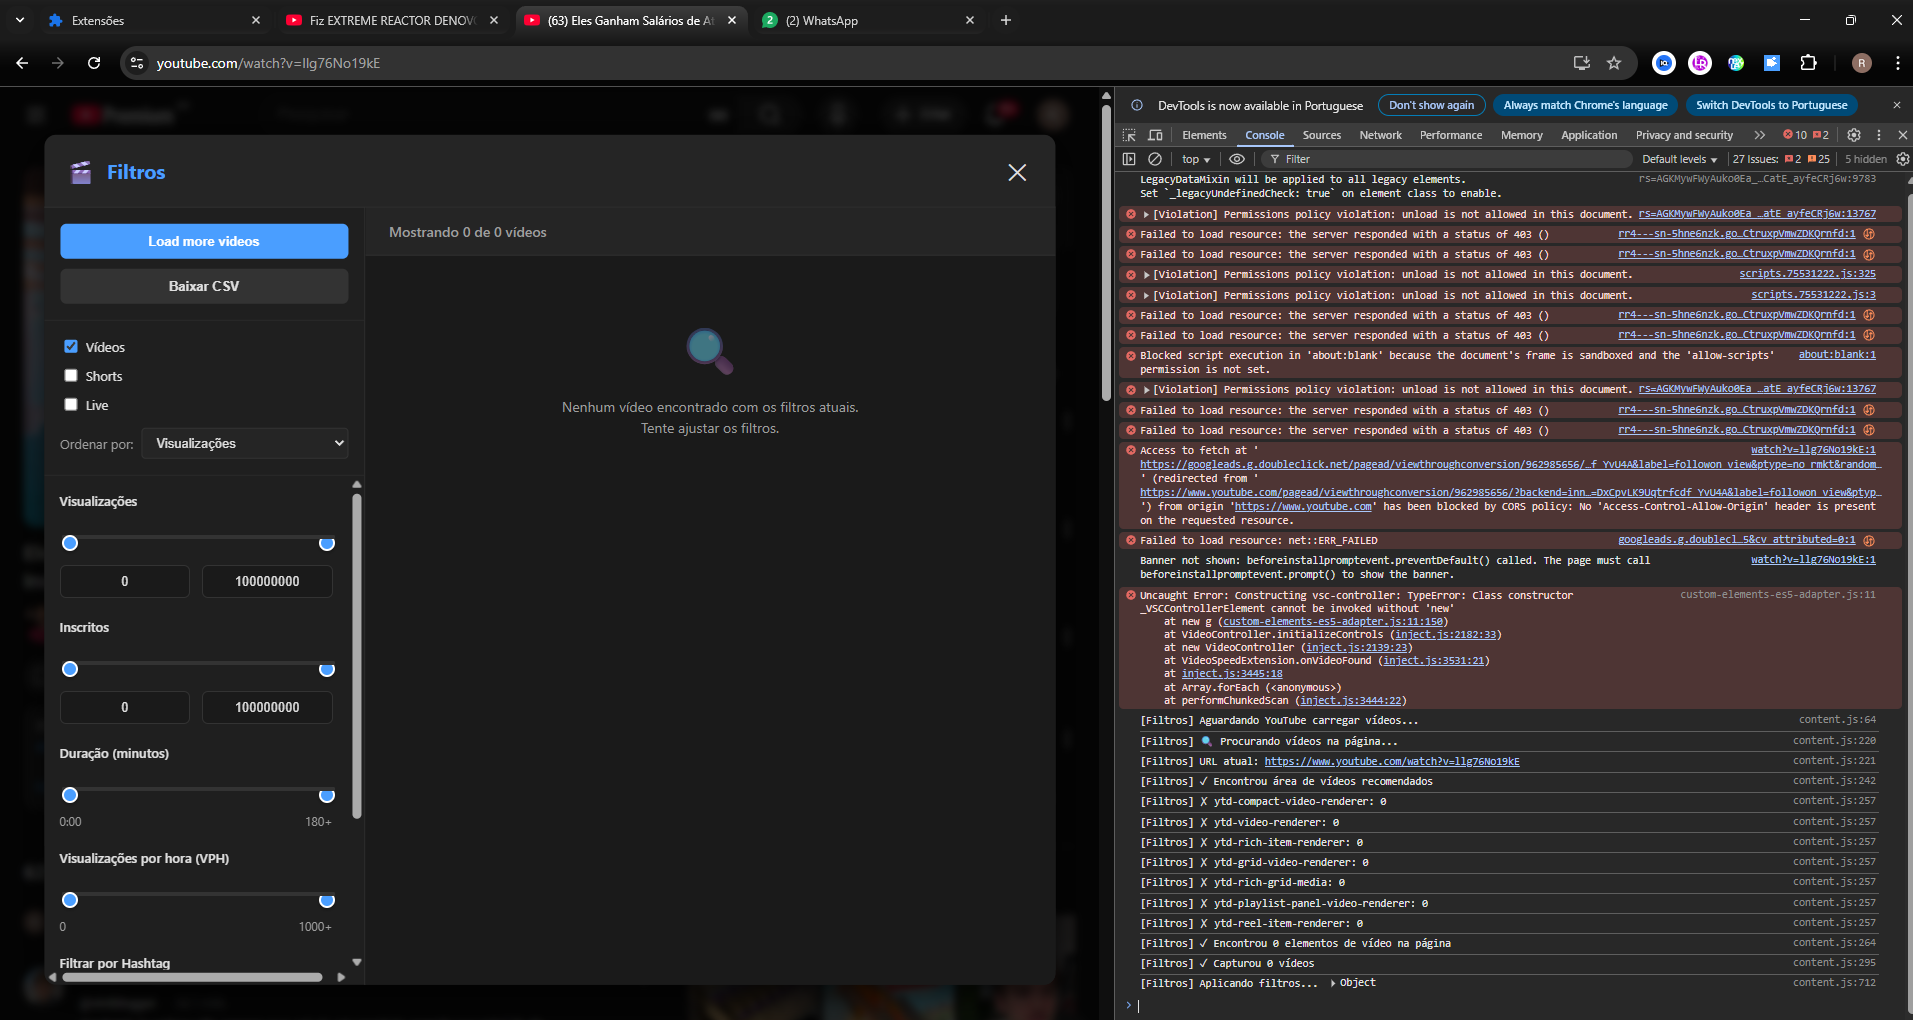 Extensões
Fiz EXTREME REACTOR DENOV
(63) Eles Ganham Salários de At
2
(2) WhatsApp
youtube.com/watch?v=llg76No19kE
R
Filtros
Load more videos
Baixar CSV
Vídeos
Shorts
Live
Ordenar por:
Visualizações
Visualizações
0
100000000
Inscritos
0
100000000
Duração (minutos)
0:00
180+
Visualizações por hora (VPH)
0
1000+
Filtrar por Hashtag
Mostrando 0 de 0 vídeos
Nenhum vídeo encontrado com os filtros atuais.
Tente ajustar os filtros.
DevTools is now available in Portuguese
Don't show again
Always match Chrome's language
Switch DevTools to Portuguese
Elements
Console
Sources
Network
Performance
Memory
Application
Privacy and security
10
2
top
Filter
Default levels
27 Issues:
2
25
5 hidden
LegacyDataMixin will be applied to all legacy elements. rs=AGKMywFWyAuko0Ea_…CatE_ayfeCRj6w:9783
Set `_legacyUndefinedCheck: true` on element class to enable.
[Violation] Permissions policy violation: unload is not allowed in this document. rs=AGKMywFWyAuko0Ea_…atE_ayfeCRj6w:13767
Failed to load resource: the server responded with a status of 403 () rr4---sn-5hne6nzk.go…CtruxpVmwZDKQrnfd:1
Failed to load resource: the server responded with a status of 403 () rr4---sn-5hne6nzk.go…CtruxpVmwZDKQrnfd:1
[Violation] Permissions policy violation: unload is not allowed in this document. scripts.75531222.js:325
[Violation] Permissions policy violation: unload is not allowed in this document. scripts.75531222.js:3
Failed to load resource: the server responded with a status of 403 () rr4---sn-5hne6nzk.go…CtruxpVmwZDKQrnfd:1
Failed to load resource: the server responded with a status of 403 () rr4---sn-5hne6nzk.go…CtruxpVmwZDKQrnfd:1
Blocked script execution in 'about:blank' because the document's frame is sandboxed and the 'allow-scripts' about:blank:1
permission is not set.
[Violation] Permissions policy violation: unload is not allowed in this document. rs=AGKMywFWyAuko0Ea_…atE_ayfeCRj6w:13767
Failed to load resource: the server responded with a status of 403 () rr4---sn-5hne6nzk.go…CtruxpVmwZDKQrnfd:1
Failed to load resource: the server responded with a status of 403 () rr4---sn-5hne6nzk.go…CtruxpVmwZDKQrnfd:1
Access to fetch at ' watch?v=llg76No19kE:1
https://googleads.g.doubleclick.net/pagead/viewthroughconversion/962985656/…f_YvU4A&label=followon_view&ptype=no_rmkt&random…
' (redirected from '
https://www.youtube.com/pagead/viewthroughconversion/962985656/?backend=inn…=DxCpvLK9Uqtrfcdf_YvU4A&label=followon_view&ptyp…
') from origin 'https://www.youtube.com' has been blocked by CORS policy: No 'Access-Control-Allow-Origin' header is present
on the requested resource.
Failed to load resource: net::ERR_FAILED googleads.g.doublecl…5&cv_attributed=0:1
Banner not shown: beforeinstallpromptevent.preventDefault() called. The page must call watch?v=llg76No19kE:1
beforeinstallpromptevent.prompt() to show the banner.
Uncaught Error: Constructing vsc-controller: TypeError: Class constructor custom-elements-es5-adapter.js:11
_VSCControllerElement cannot be invoked without 'new'
at new g (custom-elements-es5-adapter.js:11:150)
at VideoController.initializeControls (inject.js:2182:33)
at new VideoController (inject.js:2139:23)
at VideoSpeedExtension.onVideoFound (inject.js:3531:21)
at inject.js:3445:18
at Array.forEach (<anonymous>)
at performChunkedScan (inject.js:3444:22)
[Filtros] Aguardando YouTube carregar vídeos... content.js:64
[Filtros] 🔍 Procurando vídeos na página... content.js:220
[Filtros] URL atual: https://www.youtube.com/watch?v=llg76No19kE content.js:221
[Filtros] ✓ Encontrou área de vídeos recomendados content.js:242
[Filtros] ✗ ytd-compact-video-renderer: 0 content.js:257
[Filtros] ✗ ytd-video-renderer: 0 content.js:257
[Filtros] ✗ ytd-rich-item-renderer: 0 content.js:257
[Filtros] ✗ ytd-grid-video-renderer: 0 content.js:257
[Filtros] ✗ ytd-rich-grid-media: 0 content.js:257
[Filtros] ✗ ytd-playlist-panel-video-renderer: 0 content.js:257
[Filtros] ✗ ytd-reel-item-renderer: 0 content.js:257
[Filtros] ✓ Encontrou 0 elementos de vídeo na página content.js:264
[Filtros] ✓ Capturou 0 vídeos content.js:295
[Filtros] Aplicando filtros... Object content.js:712